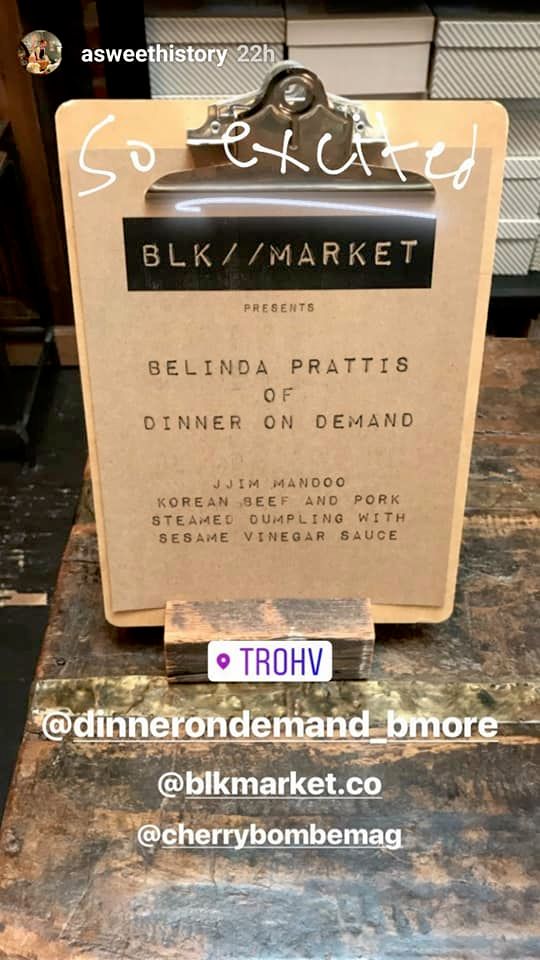 asweethistory 22h
So excited
BLK//MARKET
PRESENTS
BELINDA PRATTIS
OF
DINNER ON DEMAND
JJIM MANDOO
KOREAN BEEF AND PORK
STEAMED DUMPLING WITH
SESAME VINEGAR SAUCE
TROHV
@dinnerondemand_bmore
@blkmarket.co
@cherrybombemag